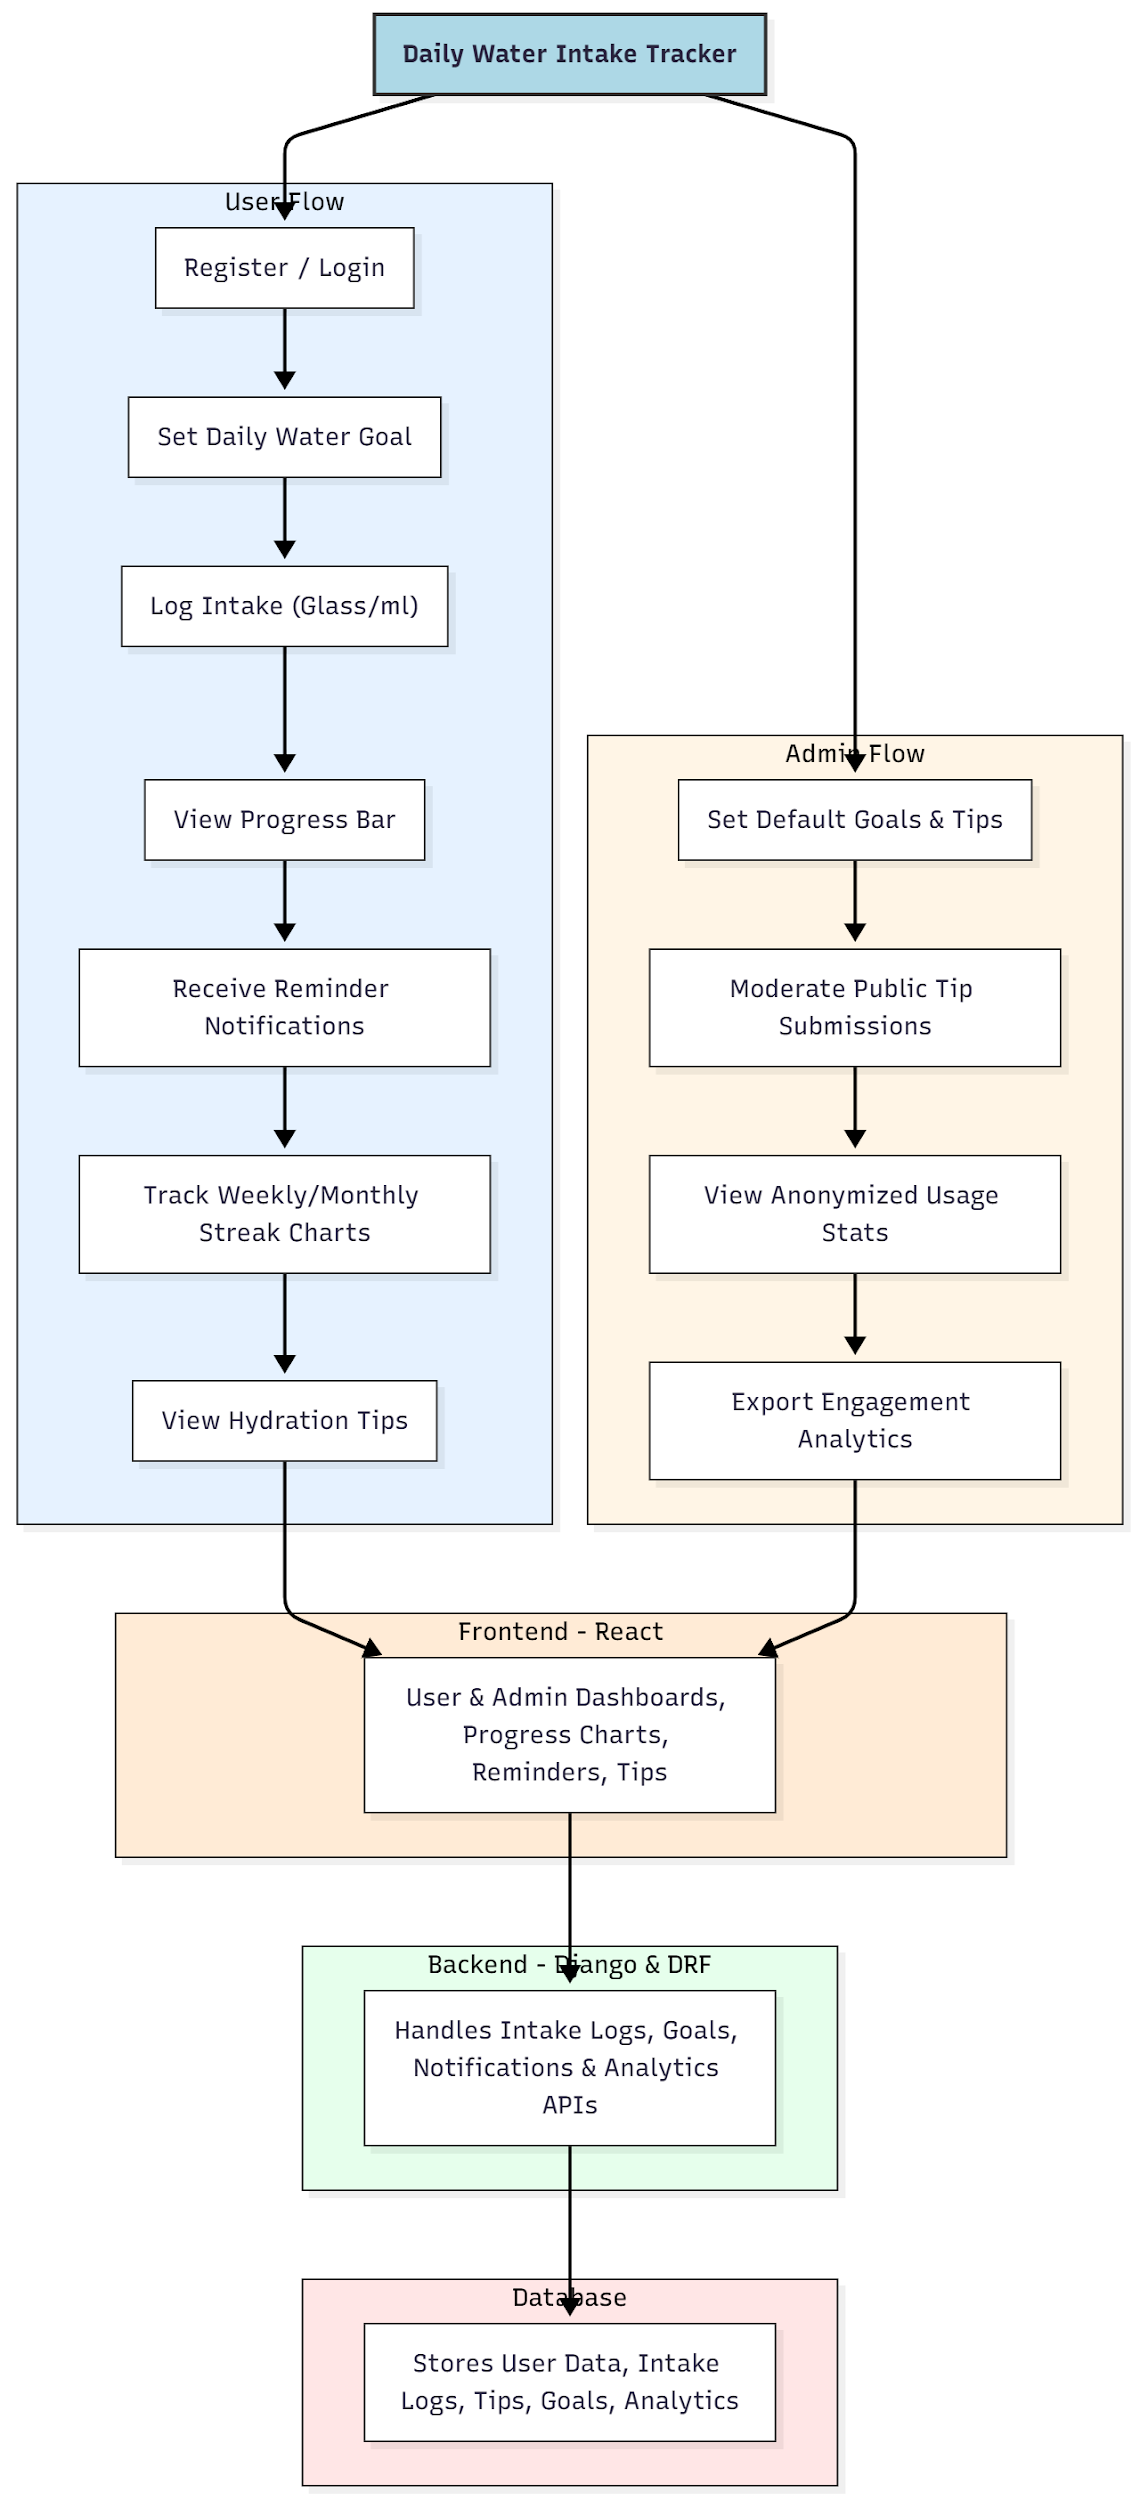 Daily Water Intake Tracker
User Flow
Register / Login
Set Daily Water Goal
Log Intake (Glass/ml)
View Progress Bar
Receive Reminder
Notifications
Track Weekly/Monthly
Streak Charts
View Hydration Tips
Admin Flow
Set Default Goals & Tips
Moderate Public Tip
Submissions
View Anonymized Usage
Stats
Export Engagement
Analytics
Frontend - React
User & Admin Dashboards,
Progress Charts,
Reminders, Tips
Backend - Django & DRF
Handles Intake Logs, Goals,
Notifications & Analytics
APIs
Database
Stores User Data, Intake
Logs, Tips, Goals, Analytics